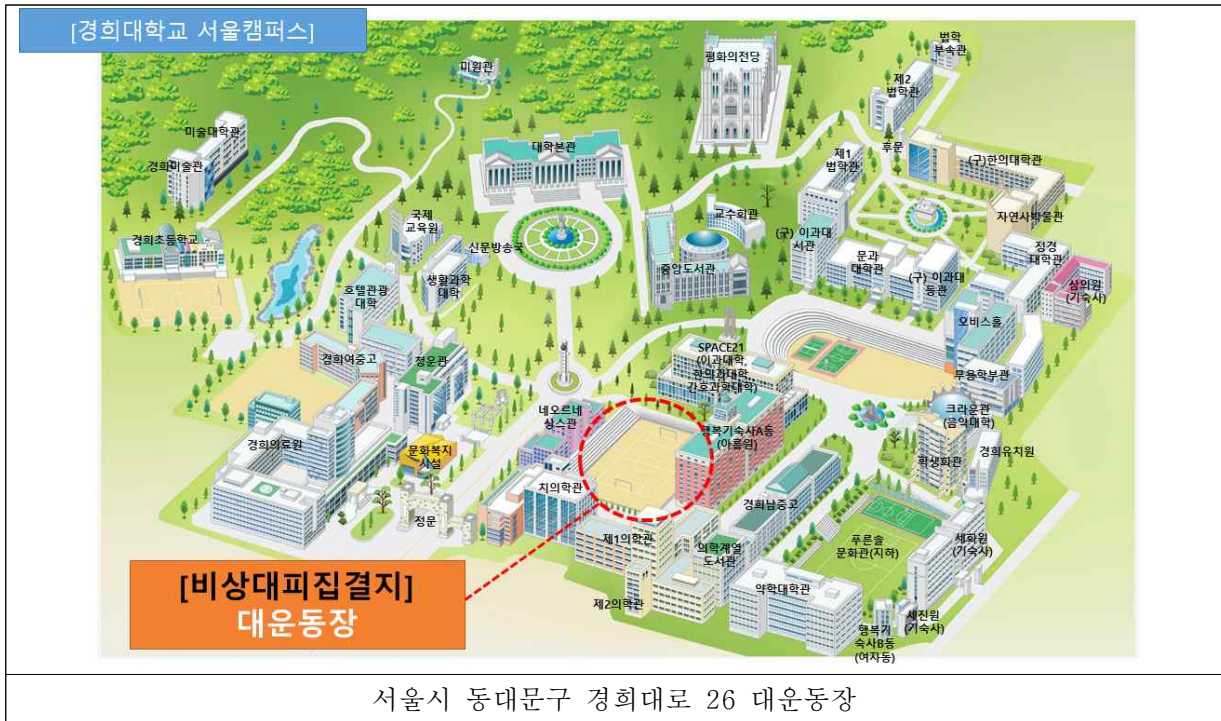 [경희대학교 서울캠퍼스]
법학
부속관
평화의전당
미원관
제2
법학관
미술대학관
대학본관
후문
제1
법학관
(구)한의대학관
경희미술관
국제
교육원
교수회관
자연사박물관
경희초등학교
신문방송국
(구) 이과대
서관
문과
대학관
정경
대학관
중앙도서관
생활과학
대학
호텔관광
대학
(구) 이과대
동관
삼의원
(기숙사)
오비스홀
SPACE21
(이과대학,
한의과대학,
간호과학대학)
경희여중고
청운관
무용학부관
크라운관
(음악대학)
네오르네
상스관
행복기숙사A동
(아름원)
경희의료원
문화복지
시설
학생회관
경희유치원
치의학관
경희남중고
정문
제1의학관
의학계열
도서관
푸른솔
문화관(지하)
세화원
(기숙사)
[비상대피집결지]
대운동장
제2의학관
약학대학관
세진원
(기숙사)
행복기
숙사B동
(여자동)
서울시 동대문구 경희대로 26 대운동장